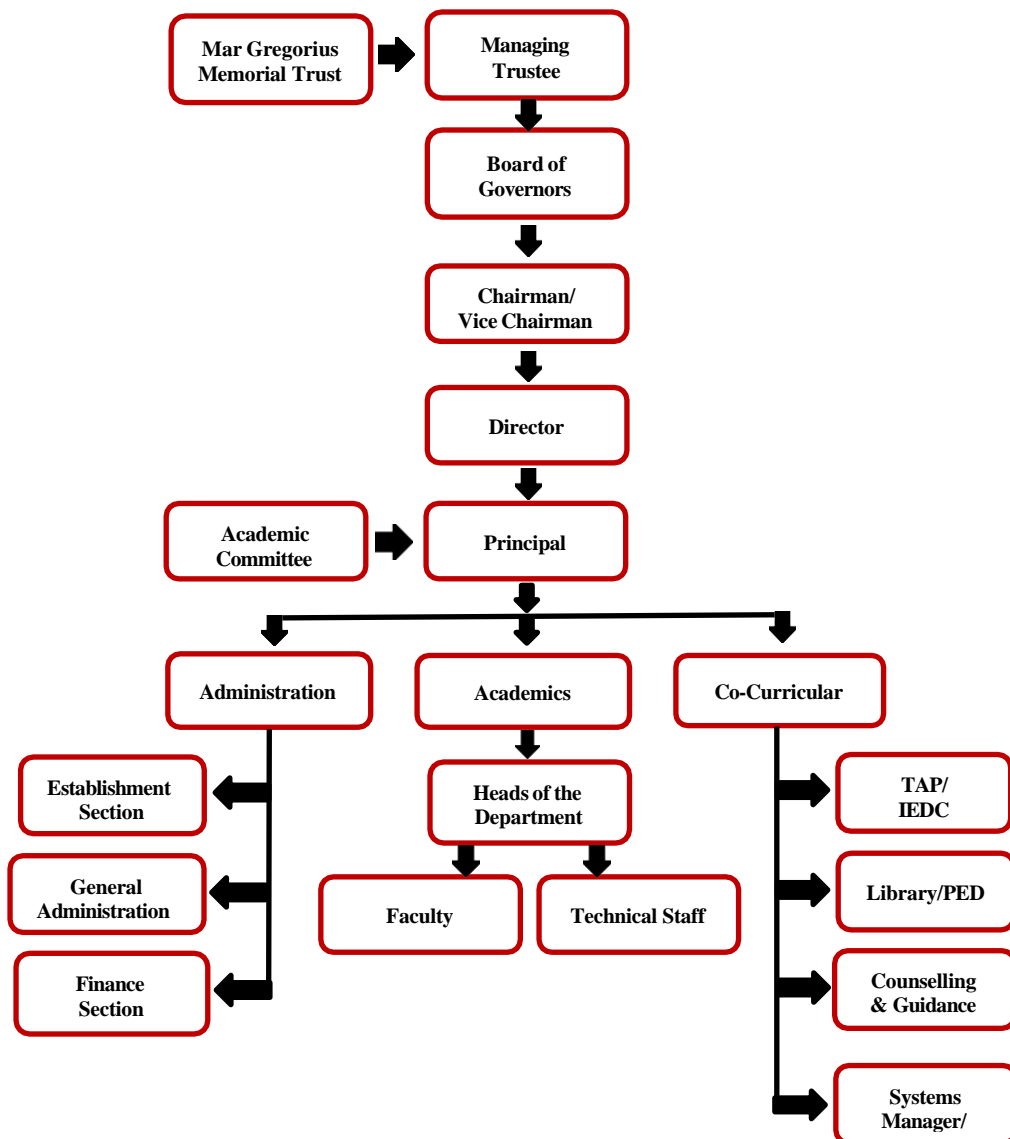 Mar Gregorius
Memorial Trust
Managing
Trustee
Board of
Governors
Chairman/
Vice Chairman
Director
Academic
Committee
Principal
Administration
Academics
Co-Curricular
Establishment
Section
General
Administration
Finance
Section
Heads of the
Department
Faculty
Technical Staff
TAP/
IEDC
Library/PED
Counselling
& Guidance
Systems
Manager/